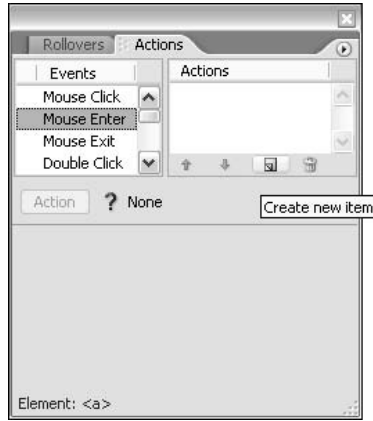 Rollovers Actions
Events Actions
Mouse Click
Mouse Enter
Mouse Exit
Double Click
Action ? None
Create new item
Element: <a>